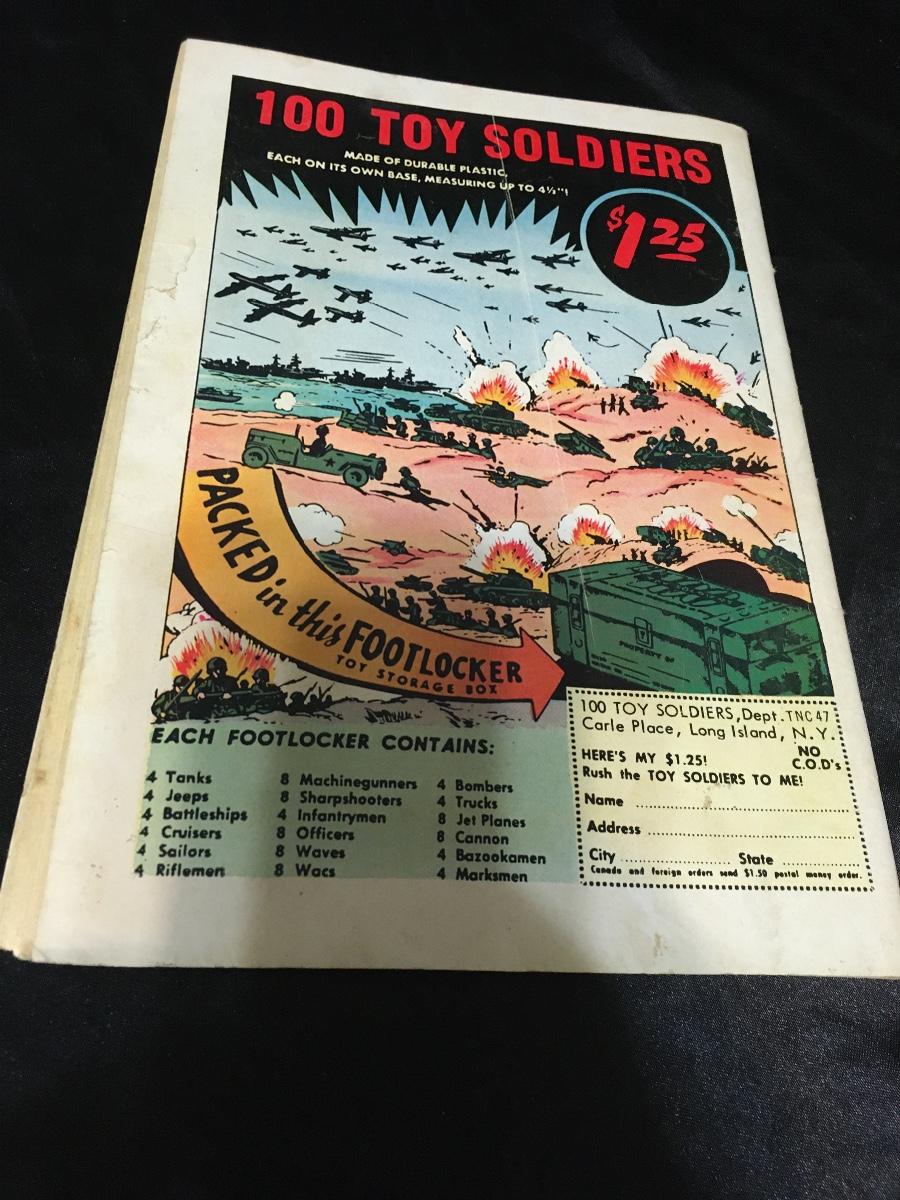 100 TOY SOLDIERS
MADE OF DURABLE PLASTIC,
EACH ON ITS OWN BASE, MEASURING UP TO 4½"!
$1.25
PACKED in this FOOTLOCKER
TOY STORAGE BOX
PROPERTY OF
EACH FOOTLOCKER CONTAINS:
4 Tanks
4 Jeeps
4 Battleships
4 Cruisers
4 Sailors
4 Riflemen
8 Machinegunners
8 Sharpshooters
4 Infantrymen
8 Officers
8 Waves
8 Wacs
4 Bombers
4 Trucks
8 Jet Planes
8 Cannon
4 Bazookamen
4 Marksmen
100 TOY SOLDIERS, Dept. TNC47
Carle Place, Long Island, N.Y.
HERE'S MY $1.25!
NO
C.O.D's
Rush the TOY SOLDIERS TO ME!
Name
Address
City State
Canada and foreign orders send $1.50 postal money order.